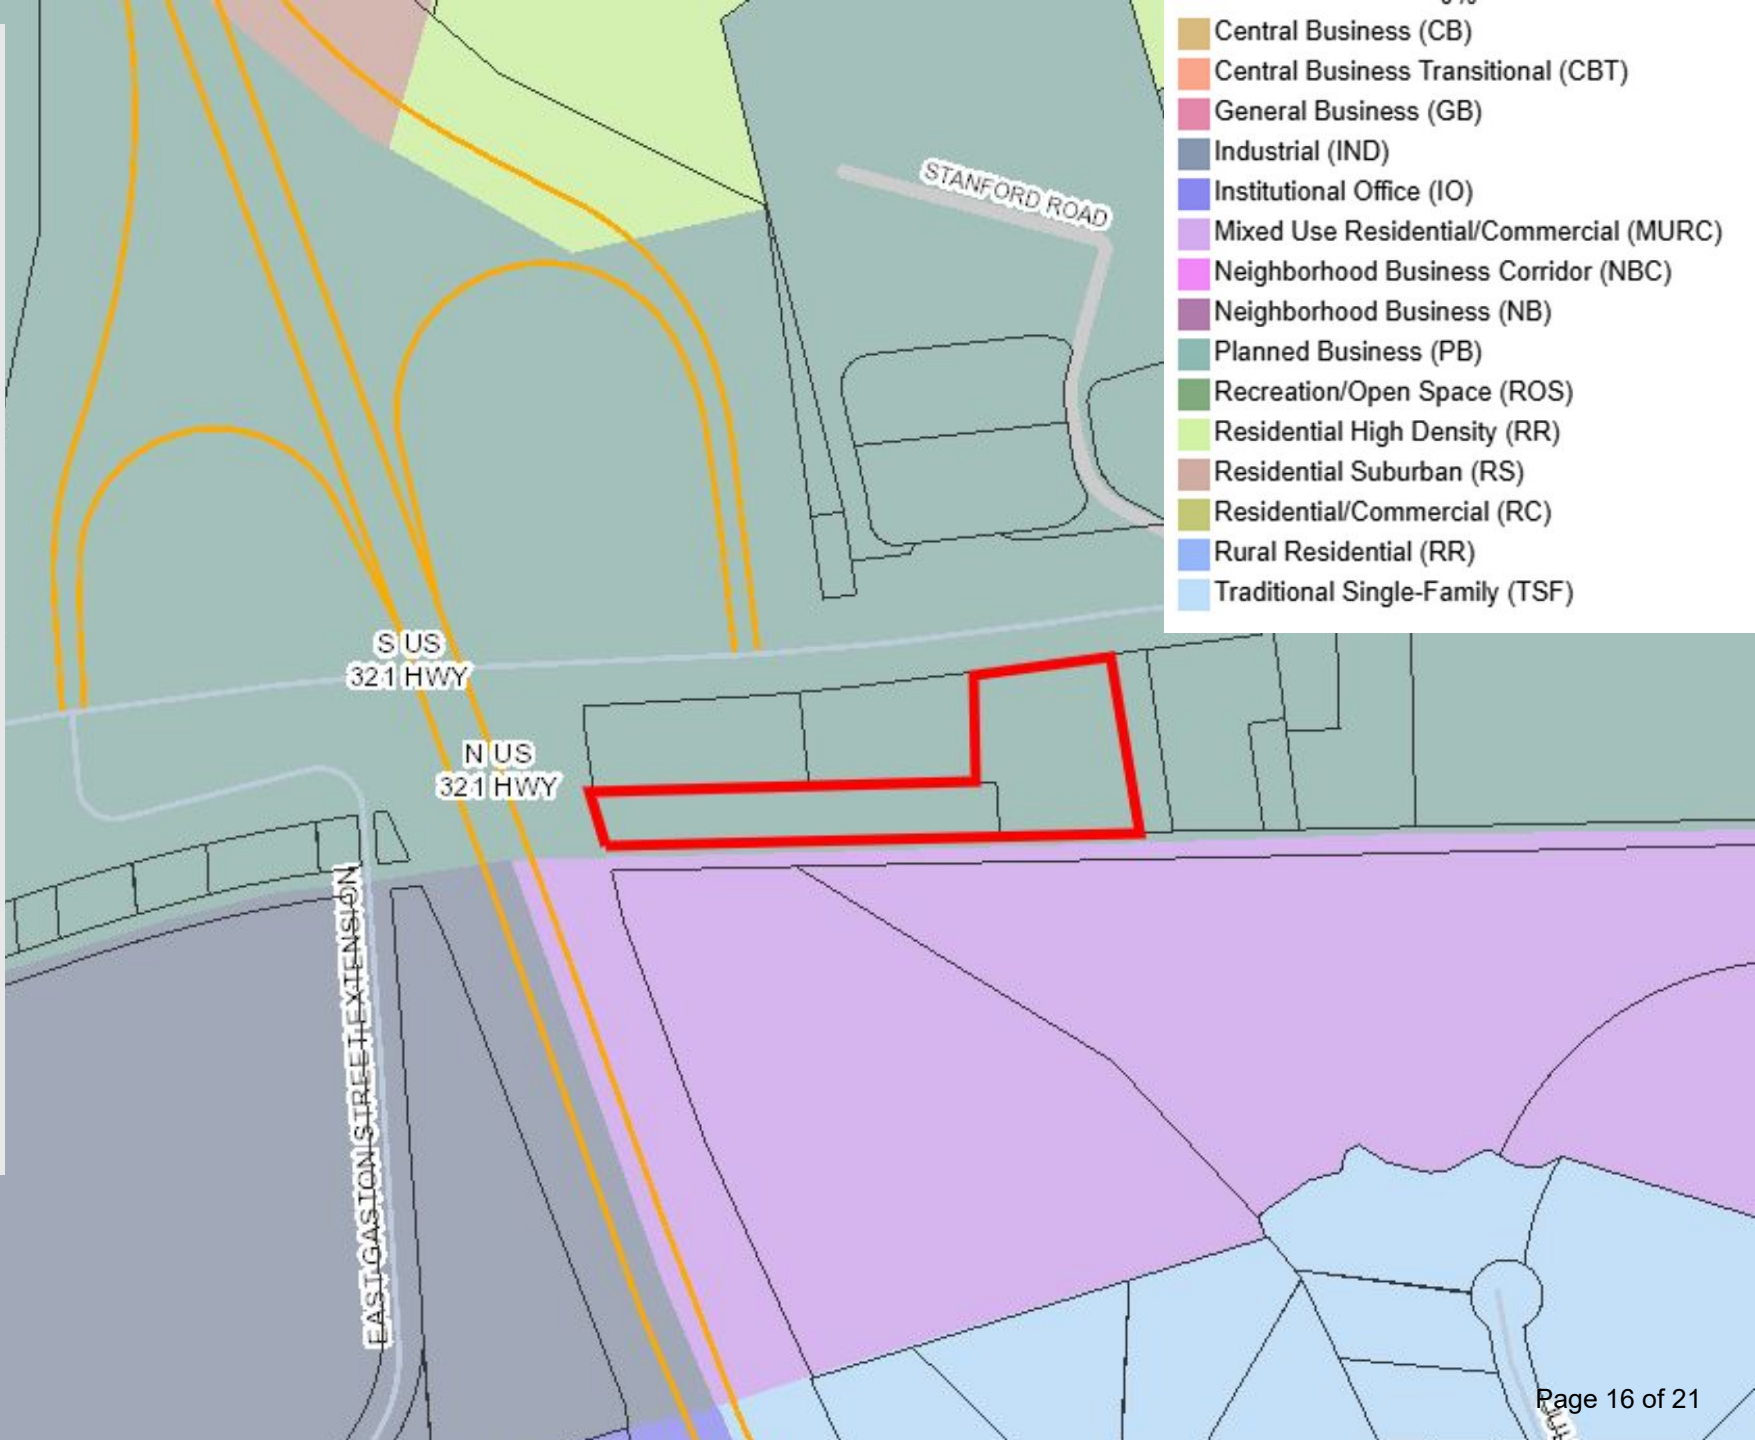 Central Business (CB)
Central Business Transitional (CBT)
General Business (GB)
Industrial (IND)
Institutional Office (IO)
Mixed Use Residential/Commercial (MURC)
Neighborhood Business Corridor (NBC)
Neighborhood Business (NB)
Planned Business (PB)
Recreation/Open Space (ROS)
Residential High Density (RR)
Residential Suburban (RS)
Residential/Commercial (RC)
Rural Residential (RR)
Traditional Single-Family (TSF)
STANFORD ROAD
S US
321 HWY
N US
321 HWY
EAST GASTON STREET EXTENSION
Page 16 of 21